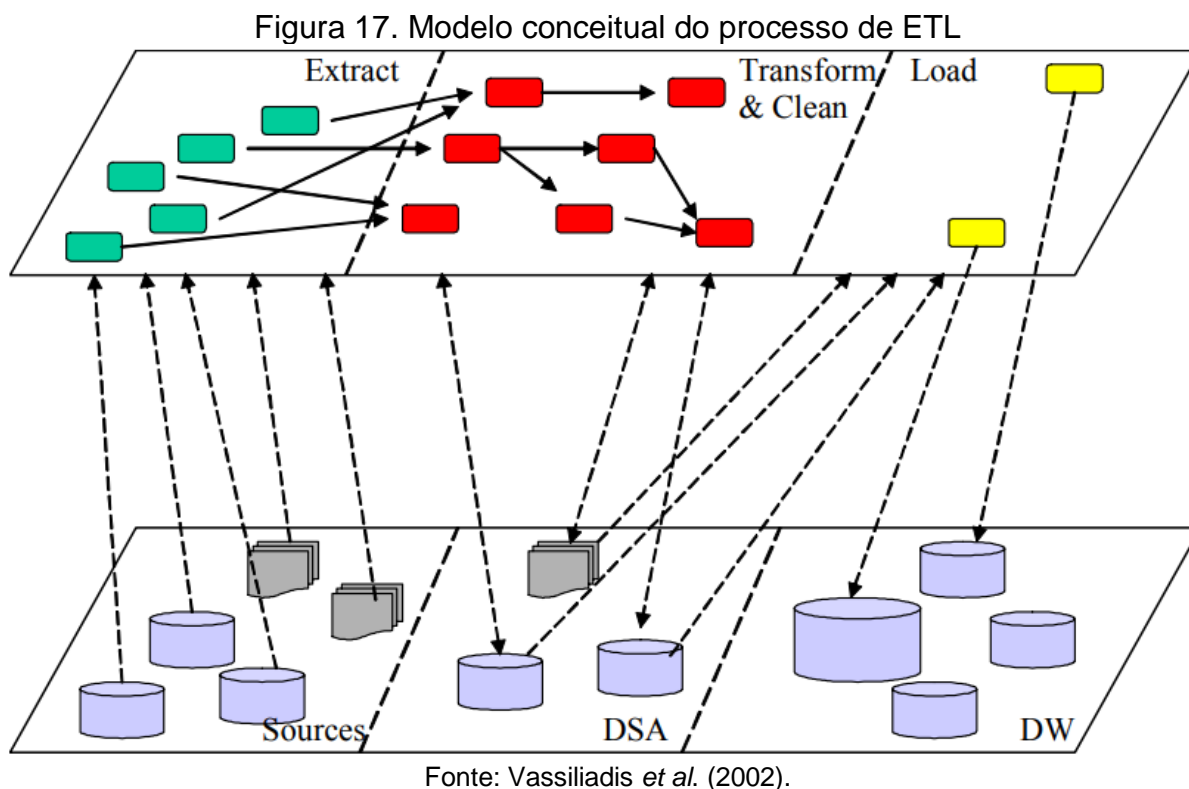 Figura 17. Modelo conceitual do processo de ETL
Extract
Transform
& Clean
Load
Sources
DSA
DW
Fonte: Vassiliadis et al. (2002).